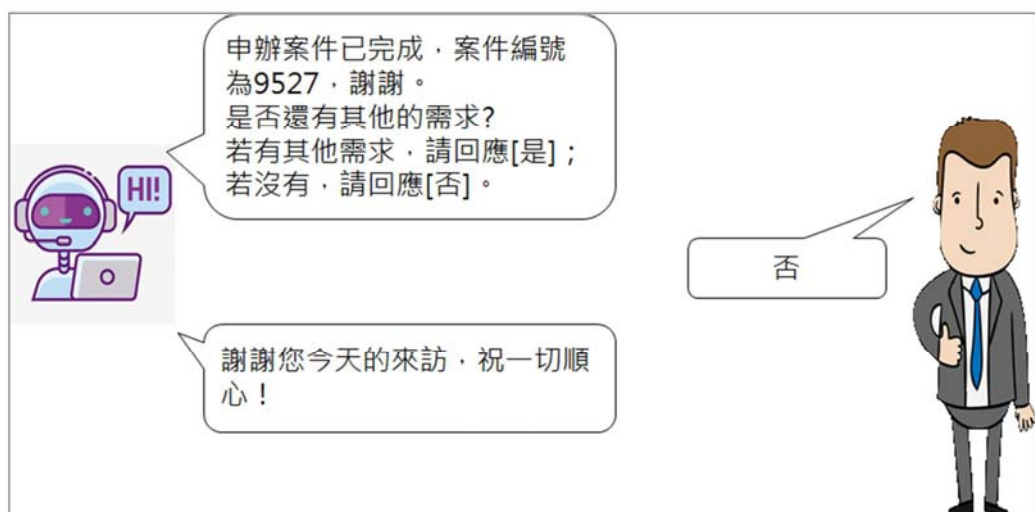 申辦案件已完成，案件編號
為9527，謝謝。
是否還有其他的需求?
若有其他需求，請回應[是]；
若沒有，請回應[否]。
HI!
否
謝謝您今天的來訪，祝一切順
心！